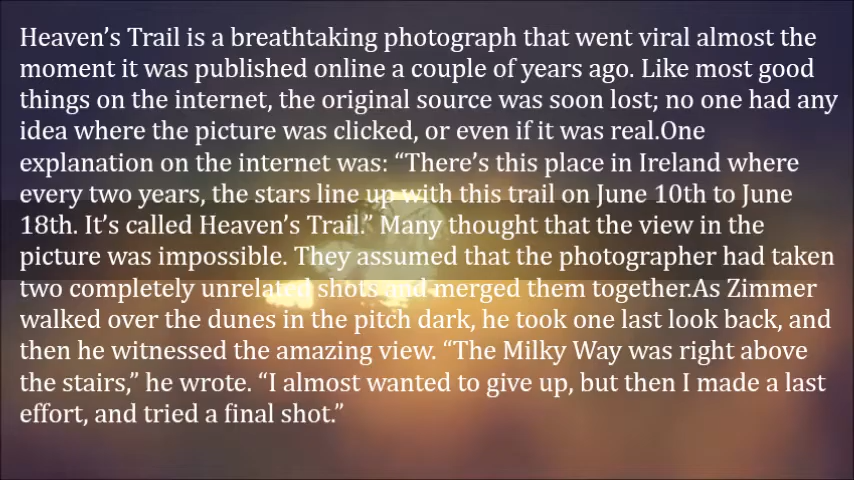 Heaven’s Trail is a breathtaking photograph that went viral almost the
moment it was published online a couple of years ago. Like most good
things on the internet, the original source was soon lost; no one had any
idea where the picture was clicked, or even if it was real.One
explanation on the internet was: “There’s this place in Ireland where
every two years, the stars line up with this trail on June 10th to June
18th. It’s called Heaven’s Trail.” Many thought that the view in the
picture was impossible. They assumed that the photographer had taken
two completely unrelated shots and merged them together.As Zimmer
walked over the dunes in the pitch dark, he took one last look back, and
then he witnessed the amazing view. “The Milky Way was right above
the stairs,” he wrote. “I almost wanted to give up, but then I made a last
effort, and tried a final shot.”